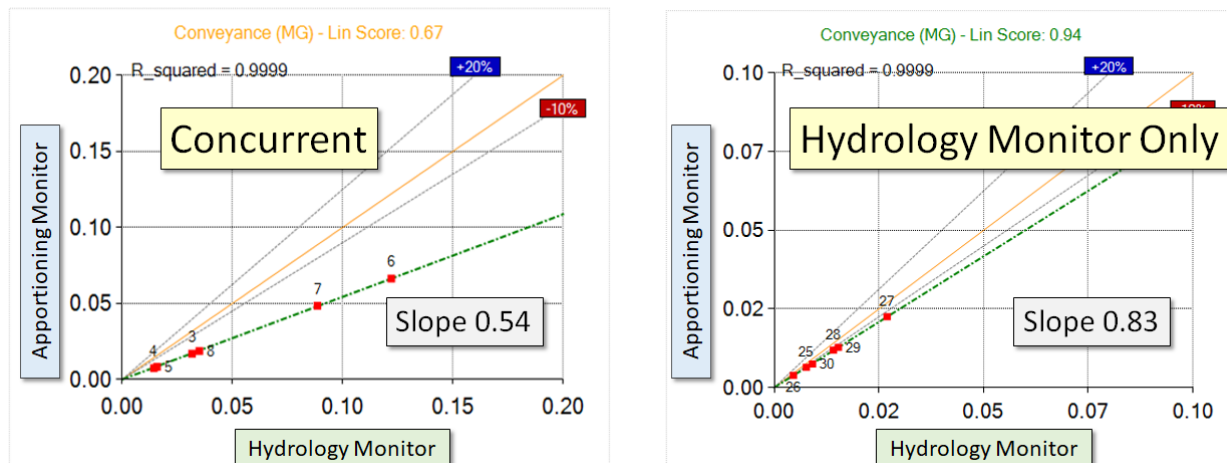 Conveyance (MG) - Lin Score: 0.67
R_squared = 0.9999
+20%
-10%
Concurrent
Apportioning Monitor
0.20
0.15
0.10
0.05
0.00
6
7
3
8
4
5
Slope 0.54
0.00 0.05 0.10 0.15 0.20
Hydrology Monitor
Conveyance (MG) - Lin Score: 0.94
R_squared = 0.9999
+20%
Hydrology Monitor Only
Apportioning Monitor
0.10
0.07
0.05
0.02
0.00
27
28
29
25
30
26
Slope 0.83
0.00 0.02 0.05 0.07 0.10
Hydrology Monitor